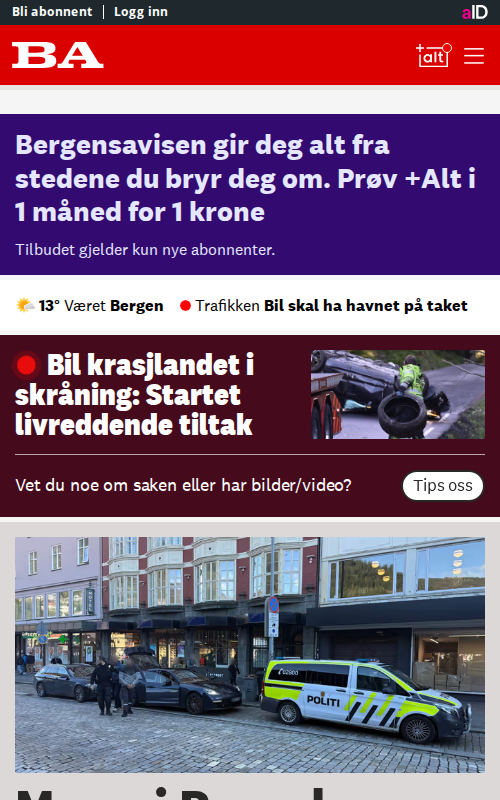 Bli abonnent | Logg inn
aID
BA
+alt
Bergensavisen gir deg alt fra
stedene du bryr deg om. Prøv +Alt i
1 måned for 1 krone
Tilbudet gjelder kun nye abonnenter.
13° Været Bergen
Trafikken Bil skal ha havnet på taket
Bil krasjlandet i
skråning: Startet
livreddende tiltak
Vet du noe om saken eller har bilder/video?
Tips oss
02800
POLITI